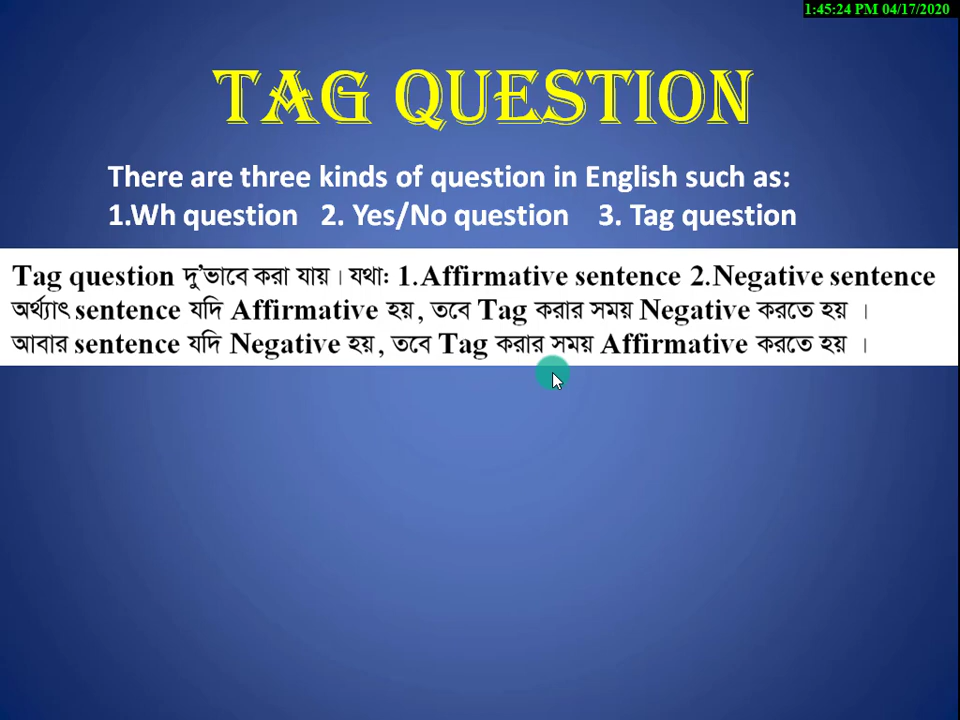 1:45:24 PM 04/17/2020
TAG QUESTION
There are three kinds of question in English such as:
1.Wh question 2. Yes/No question 3. Tag question
Tag question দু'ভাবে করা যায়। যথাঃ 1.Affirmative sentence 2.Negative sentence
অর্থ্যাৎ sentence যদি Affirmative হয়, তবে Tag করার সময় Negative করতে হয় ।
আবার sentence যদি Negative হয়, তবে Tag করার সময় Affirmative করতে হয় ।